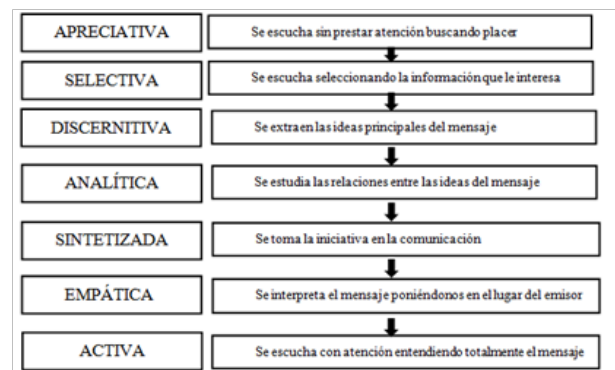 APRECIATIVA
Se escucha sin prestar atención buscando placer
SELECTIVA
Se escucha seleccionando la información que le interesa
DISCERNITIVA
Se extraen las ideas principales del mensaje
ANALÍTICA
Se estudia las relaciones entre las ideas del mensaje
SINTETIZADA
Se toma la iniciativa en la comunicación
EMPÁTICA
Se interpreta el mensaje poniéndonos en el lugar del emisor
ACTIVA
Se escucha con atención entendiendo totalmente el mensaje